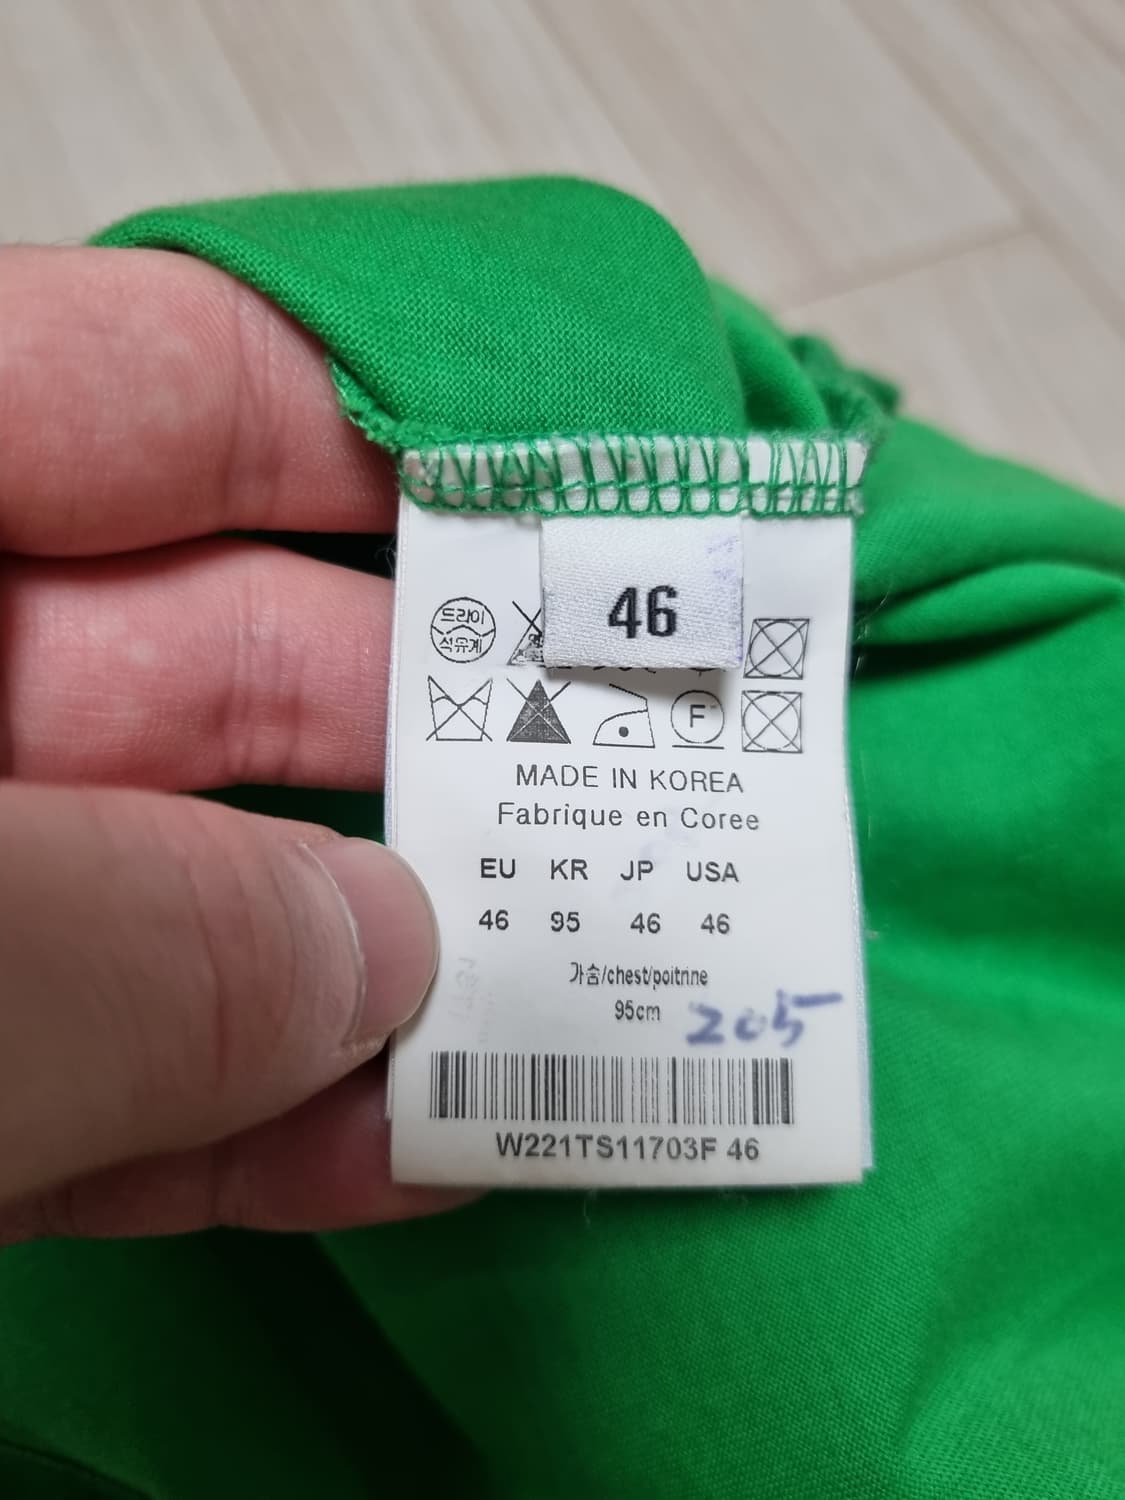 46
드라이
석유계
F
MADE IN KOREA
Fabrique en Coree
EU KR JP USA
46 95 46 46
가슴/chest/poitrine
95cm
205
W221TS11703F 46